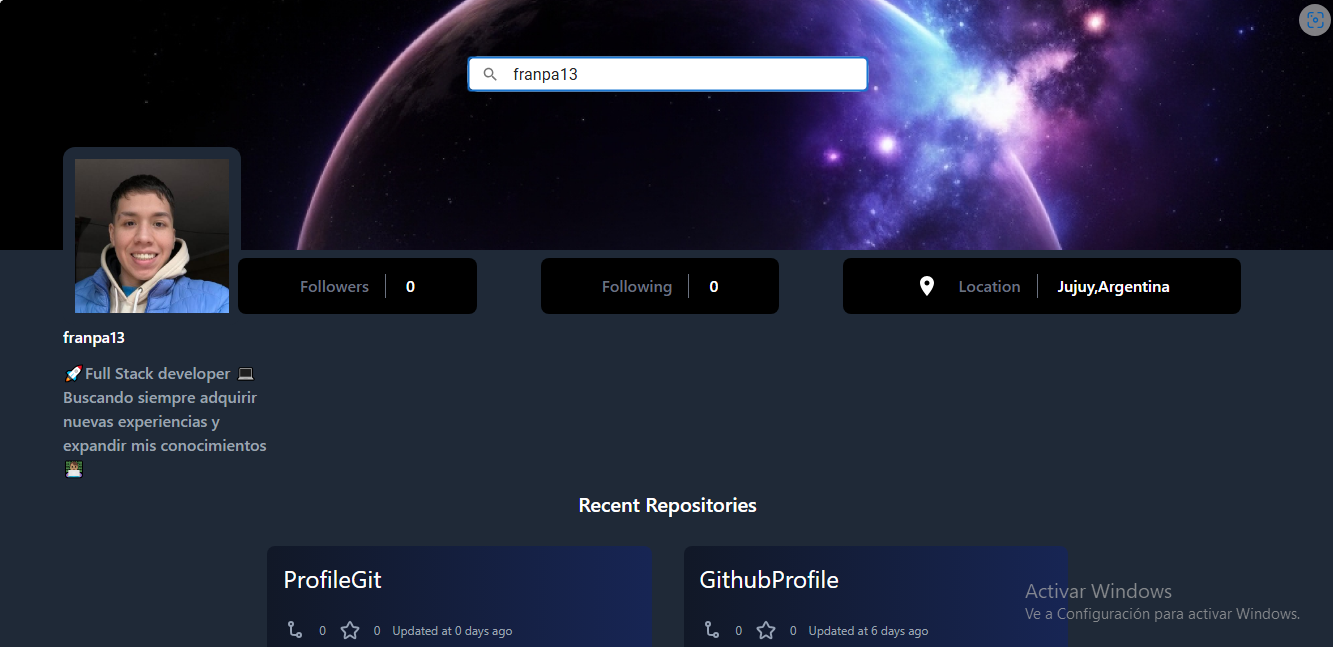 franpa13
Followers 0
Following 0
Location Jujuy,Argentina
franpa13
🚀Full Stack developer 💻
Buscando siempre adquirir
nuevas experiencias y
expandir mis conocimientos
👨🏽‍💻
Recent Repositories
ProfileGit
0 0 Updated at 0 days ago
GithubProfile
0 0 Updated at 6 days ago
Activar Windows
Ve a Configuración para activar Windows.